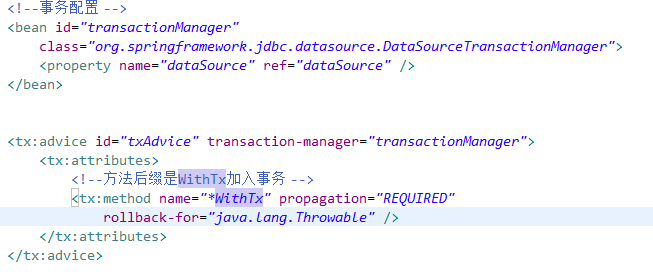 <!--事务配置 -->
<bean id="transactionManager"
class="org.springframework.jdbc.datasource.DataSourceTransactionManager">
<property name="dataSource" ref="dataSource" />
</bean>
<tx:advice id="txAdvice" transaction-manager="transactionManager">
<tx:attributes>
<!--方法后缀是WithTx加入事务 -->
<tx:method name="*WithTx" propagation="REQUIRED"
rollback-for="java.lang.Throwable" />
</tx:attributes>
</tx:advice>